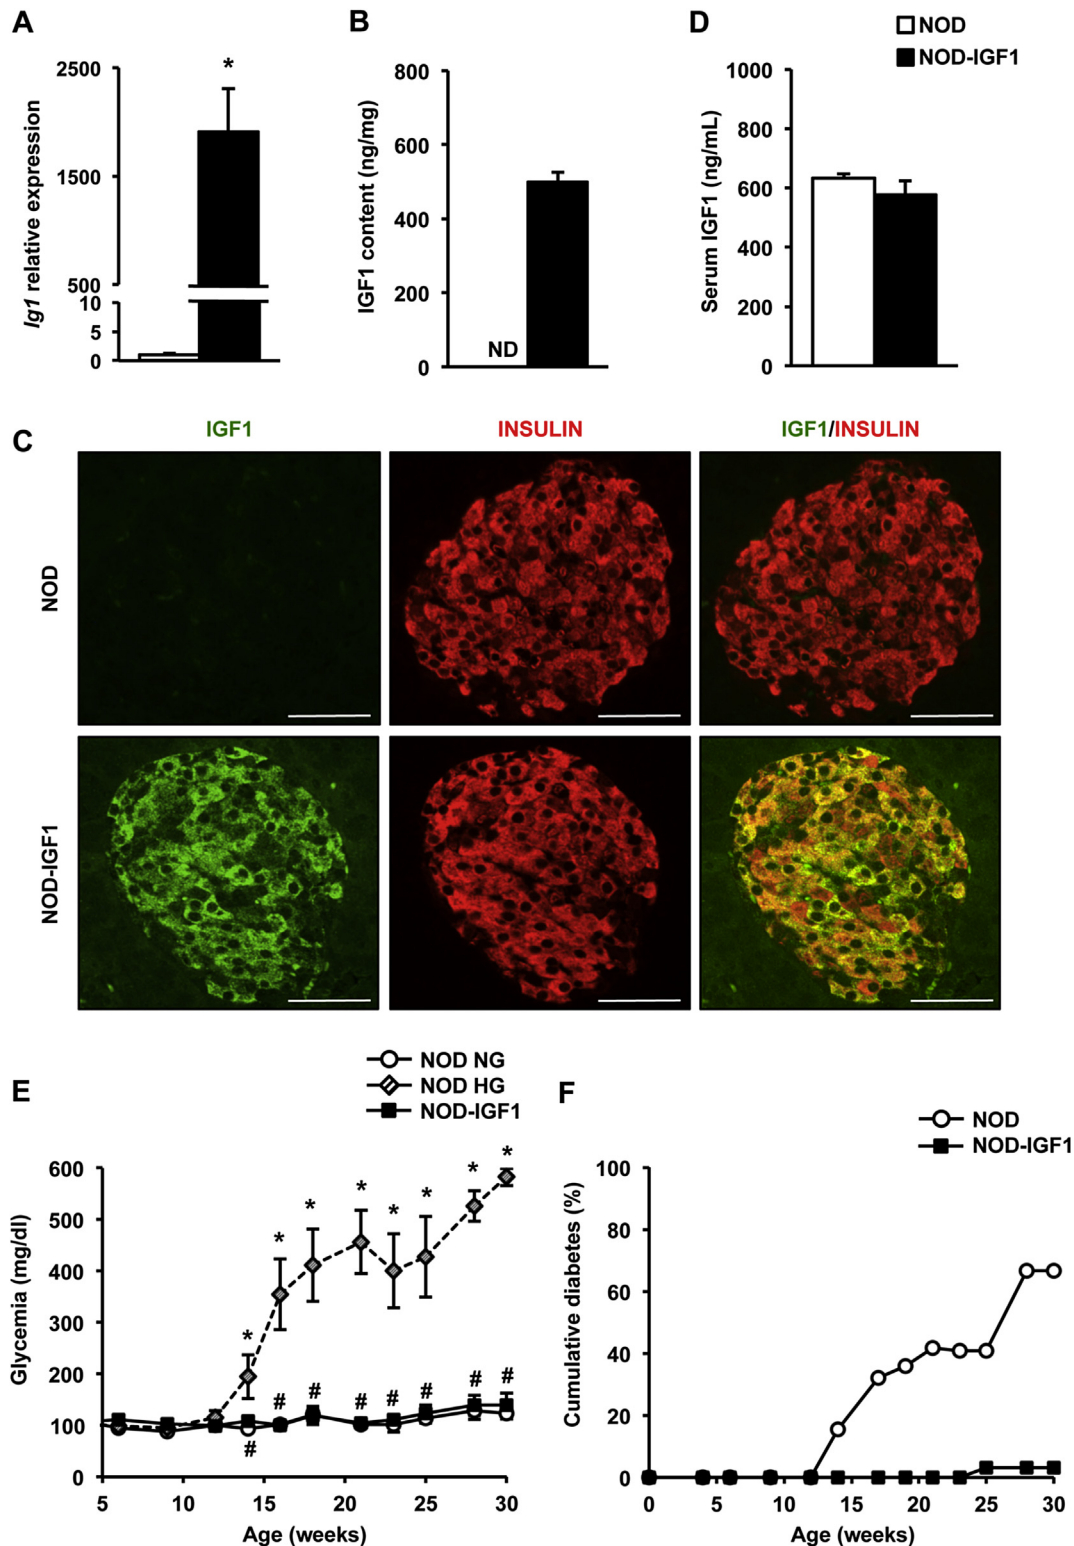 A
B
D
NOD
NOD-IGF1
2500
1500
500
10
5
0
Ig1 relative expression
*
800
600
400
200
0
IGF1 content (ng/mg)
ND
1000
800
600
400
200
0
Serum IGF1 (ng/mL)
C
IGF1
INSULIN
IGF1/INSULIN
NOD
NOD-IGF1
E
NOD NG
NOD HG
NOD-IGF1
600
500
400
300
200
100
0
Glycemia (mg/dl)
* * * * * * * *
# # # # # # # #
5 10 15 20 25 30
Age (weeks)
F
NOD
NOD-IGF1
100
80
60
40
20
0
Cumulative diabetes (%)
0 5 10 15 20 25 30
Age (weeks)